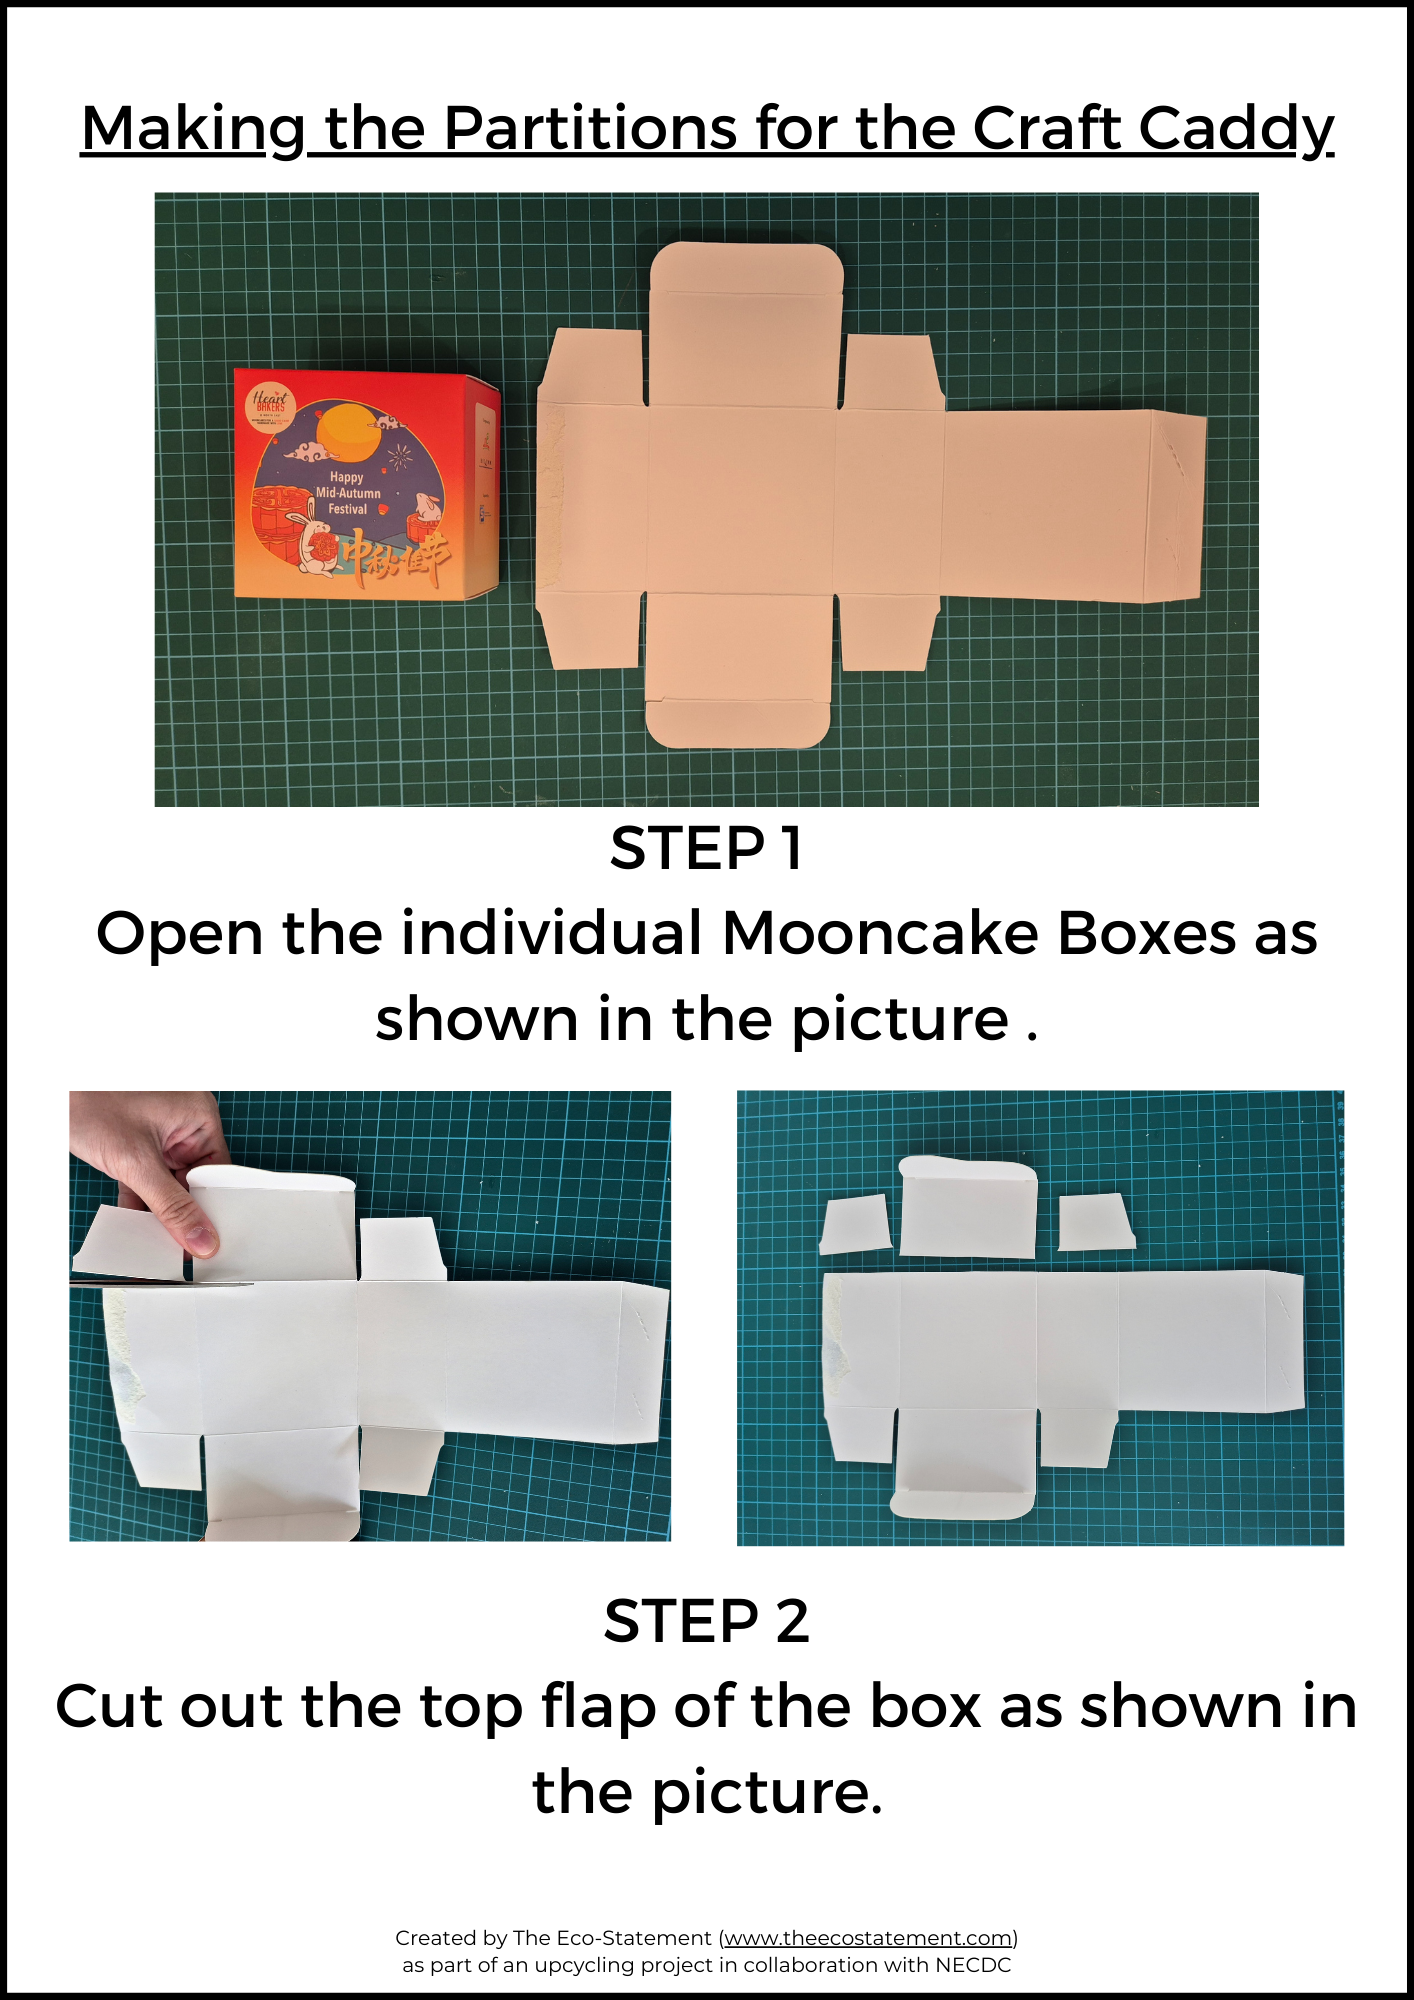 Making the Partitions for the Craft Caddy
Heart
BAKERS
Happy
Mid-Autumn
Festival
中秋佳节
STEP 1
Open the individual Mooncake Boxes as
shown in the picture .
STEP 2
Cut out the top flap of the box as shown in
the picture.
Created by The Eco-Statement (www.theecostatement.com)
as part of an upcycling project in collaboration with NECDC